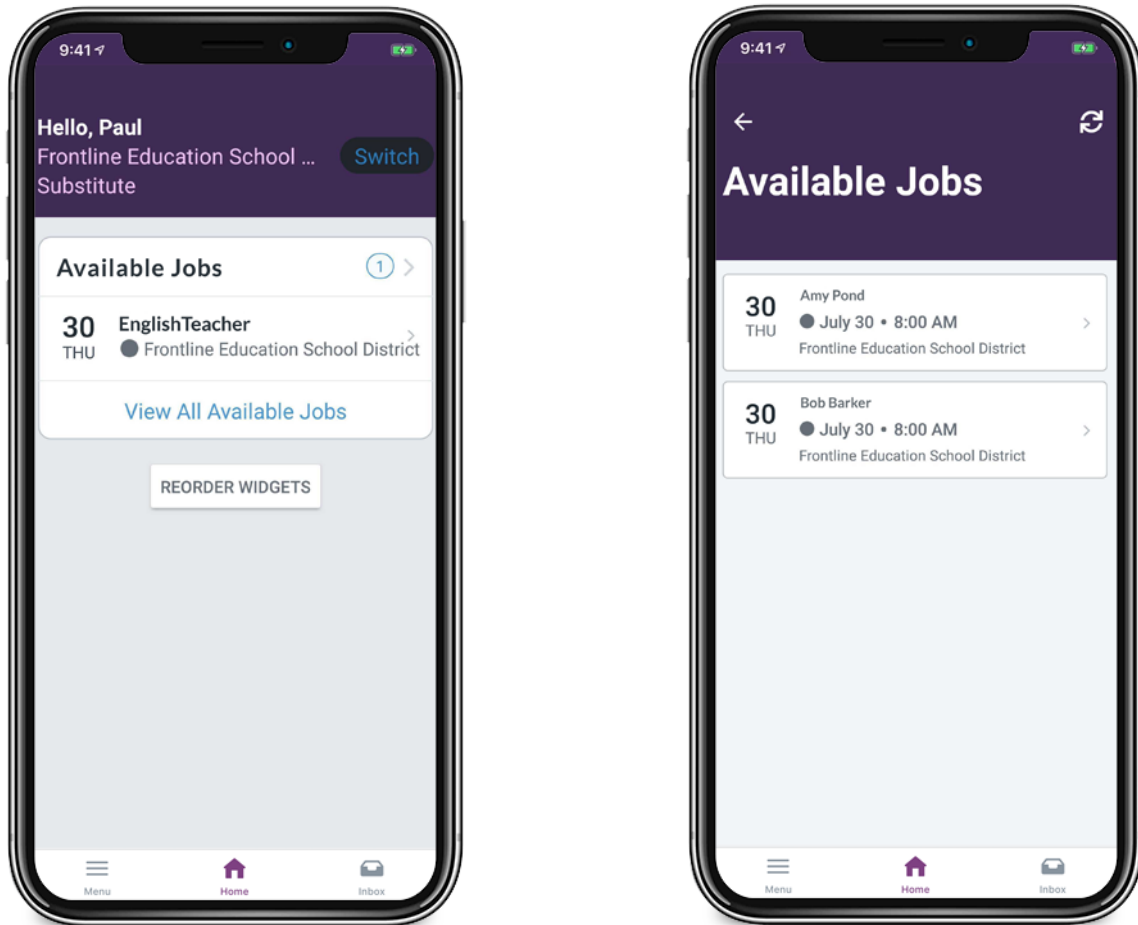 9:41
Hello, Paul
Frontline Education School ...
Switch
Substitute
Available Jobs
1
30
THU
EnglishTeacher
Frontline Education School District
View All Available Jobs
REORDER WIDGETS
Menu
Home
Inbox
9:41
Available Jobs
30
THU
Amy Pond
July 30 • 8:00 AM
Frontline Education School District
30
THU
Bob Barker
July 30 • 8:00 AM
Frontline Education School District
Menu
Home
Inbox